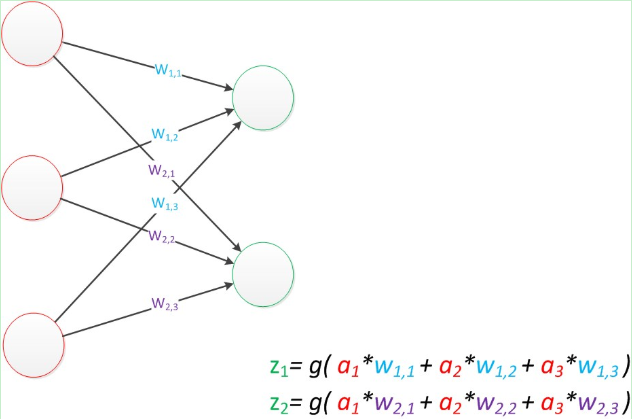 W1,1
W1,2
W2,1
W1,3
W2,2
W2,3
z1= g( a1*w1,1 + a2*w1,2 + a3*w1,3 )
z2= g( a1*w2,1 + a2*w2,2 + a3*w2,3 )